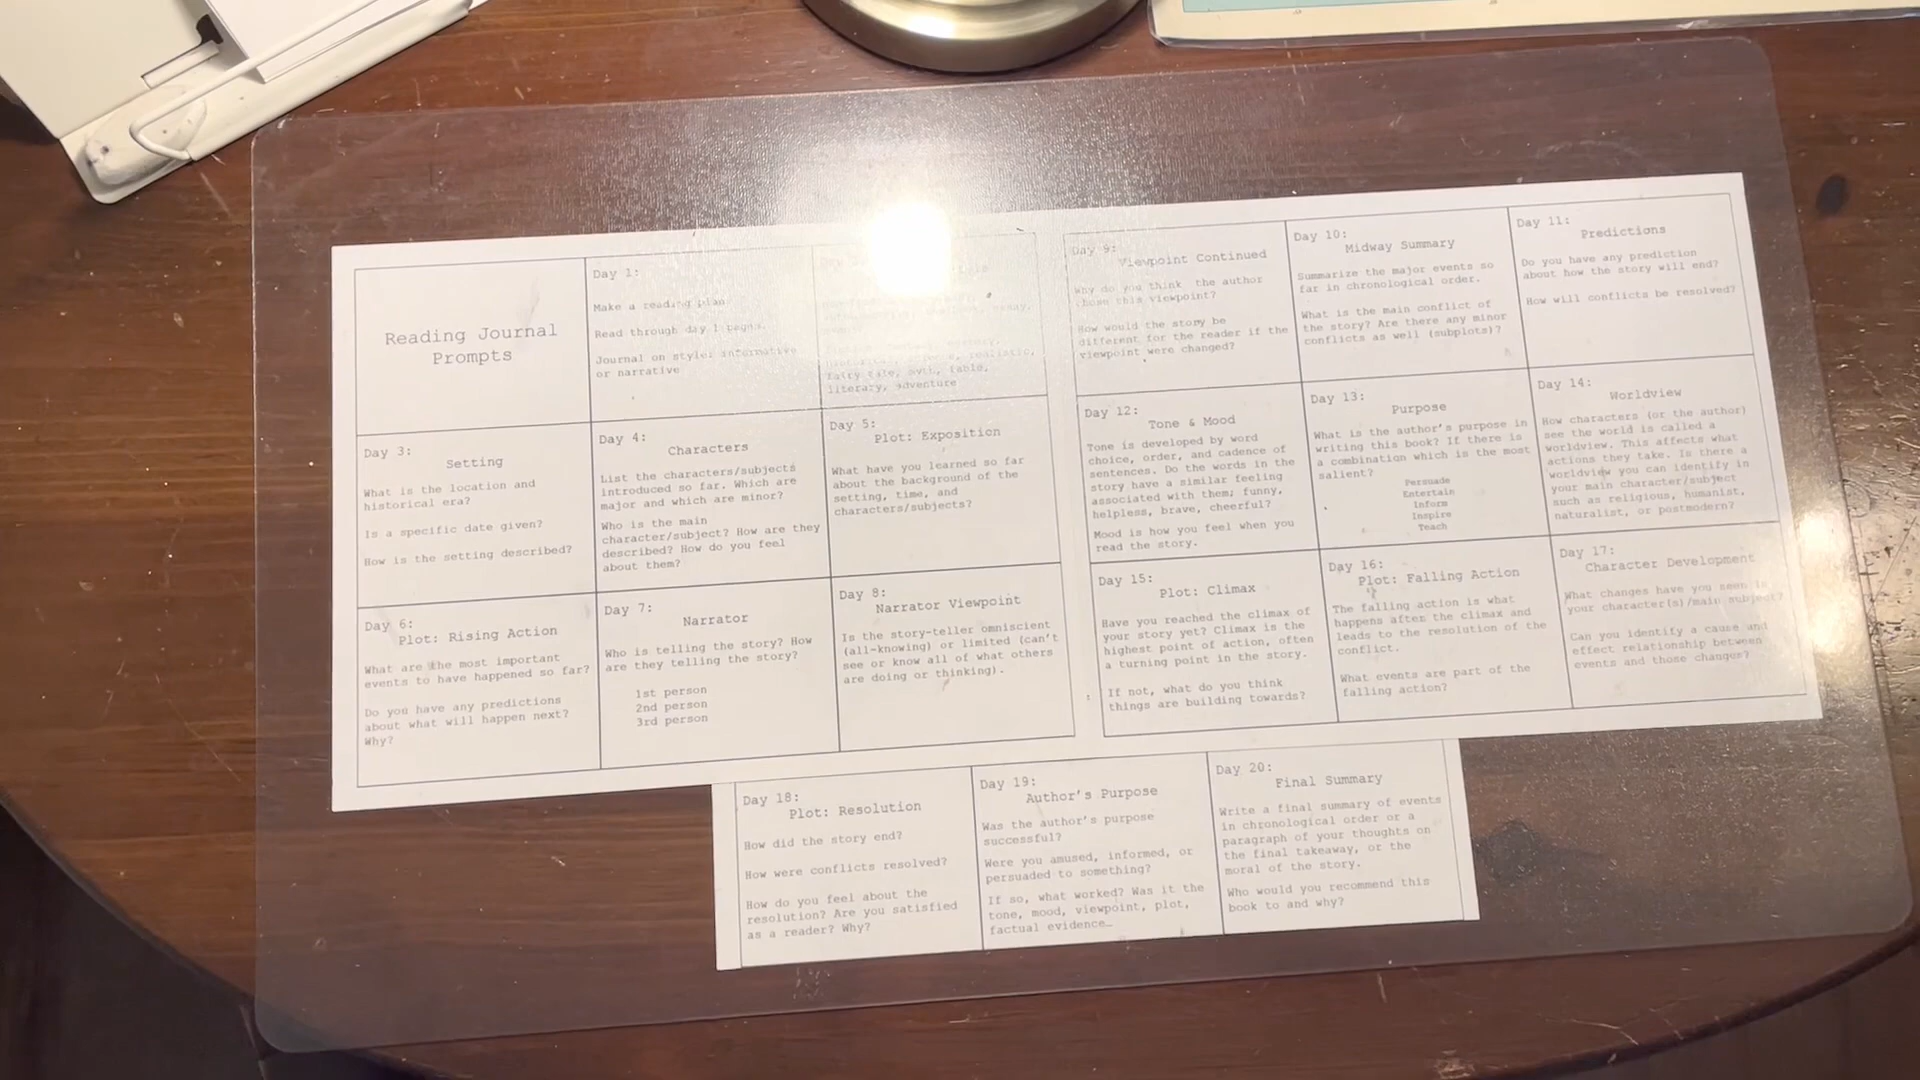 Reading Journal
Prompts
Day 1:
Make a reading plan
Read through day 1 pages.
Journal on style: informative
or narrative
Day
essay,
realistic,
fairy tale, myth, fable,
literary, adventure
Day 3:
Setting
What is the location and
historical era?
Is a specific date given?
How is the setting described?
Day 4:
Characters
List the characters/subjects
introduced so far. Which are
major and which are minor?
Who is the main
character/subject? How are they
described? How do you feel
about them?
Day 5:
Plot: Exposition
What have you learned so far
about the background of the
setting, time, and
characters/subjects?
Day 6:
Plot: Rising Action
What are the most important
events to have happened so far?
Do you have any predictions
about what will happen next?
Why?
Day 7:
Narrator
Who is telling the story? How
are they telling the story?
1st person
2nd person
3rd person
Day 8:
Narrator Viewpoint
Is the story-teller omniscient
(all-knowing) or limited (can't
see or know all of what others
are doing or thinking).
Day 9:
Viewpoint Continued
Why do you think the author
chose this viewpoint?
How would the story be
different for the reader if the
viewpoint were changed?
Day 10:
Midway Summary
Summarize the major events so
far in chronological order.
What is the main conflict of
the story? Are there any minor
conflicts as well (subplots)?
Day 11:
Predictions
Do you have any prediction
about how the story will end?
How will conflicts be resolved?
Day 12:
Tone & Mood
Tone is developed by word
choice, order, and cadence of
sentences. Do the words in the
story have a similar feeling
associated with them; funny,
helpless, brave, cheerful?
Mood is how you feel when you
read the story.
Day 13:
Purpose
What is the author's purpose in
writing this book? If there is
a combination which is the most
salient?
Persuade
Entertain
Inform
Inspire
Teach
Day 14:
Worldview
How characters (or the author)
see the world is called a
worldview. This affects what
actions they take. Is there a
worldview you can identify in
your main character/subject
such as religious, humanist,
naturalist, or postmodern?
Day 15:
Plot: Climax
Have you reached the climax of
your story yet? Climax is the
highest point of action, often
a turning point in the story.
If not, what do you think
things are building towards?
Day 16:
Plot: Falling Action
The falling action is what
happens after the climax and
leads to the resolution of the
conflict.
What events are part of the
falling action?
Day 17:
Character Development
What changes have you seen in
your character(s)/main subject?
Can you identify a cause and
effect relationship between
events and those changes?
Day 18:
Plot: Resolution
How did the story end?
How were conflicts resolved?
How do you feel about the
resolution? Are you satisfied
as a reader? Why?
Day 19:
Author's Purpose
Was the author's purpose
successful?
Were you amused, informed, or
persuaded to something?
If so, what worked? Was it the
tone, mood, viewpoint, plot,
factual evidence…
Day 20:
Final Summary
Write a final summary of events
in chronological order or a
paragraph of your thoughts on
the final takeaway, or the
moral of the story.
Who would you recommend this
book to and why?